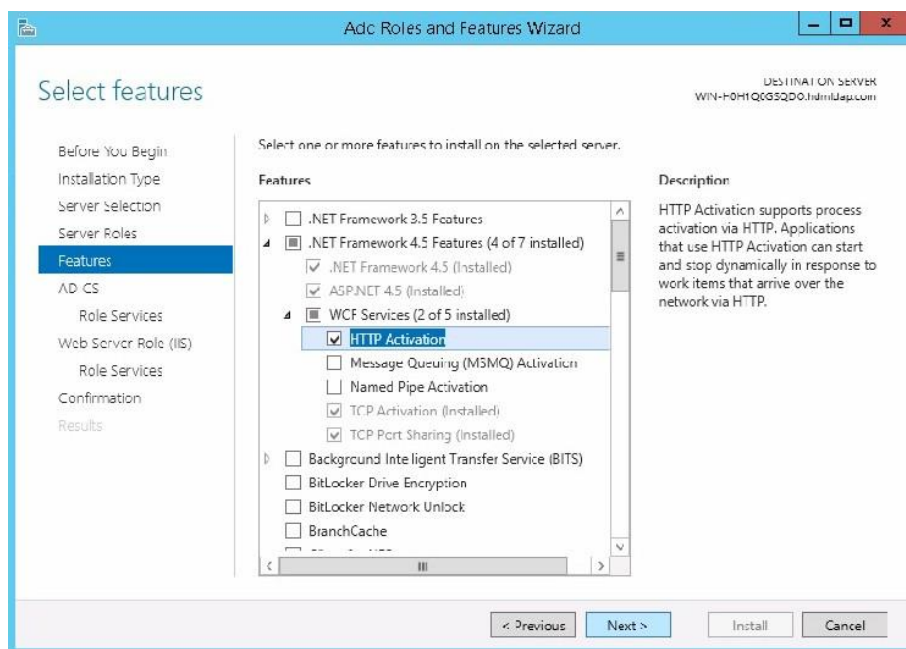 Adc Roles and Features Wizard
Select features
DESTINATION SERVER
Before You Begin
Installation Type
Server Selection
Server Roles
Features
AD CS
Role Services
Web Server Role (IIS)
Role Services
Confirmation
Results
Select one or more features to install on the selected server.
Features
.NET Framework 3.5 Features
.NET Framework 4.5 Features (4 of 7 installed)
.NET Framework 4.5 (Installed)
ASP.NET 4.5 (Installed)
WCF Services (2 of 5 installed)
HTTP Activation
Message Queuing (MSMQ) Activation
Named Pipe Activation
TCP Activation (Installed)
TCP Port Sharing (Installed)
Background Intelligent Transfer Service (BITS)
BitLocker Drive Encryption
BitLocker Network Unlock
BranchCache
Description
HTTP Activation supports process
activation via HTTP. Applications
that use HTTP Activation can start
and stop dynamically in response to
work items that arrive over the
network via HTTP.
< Previous
Next >
Install
Cancel